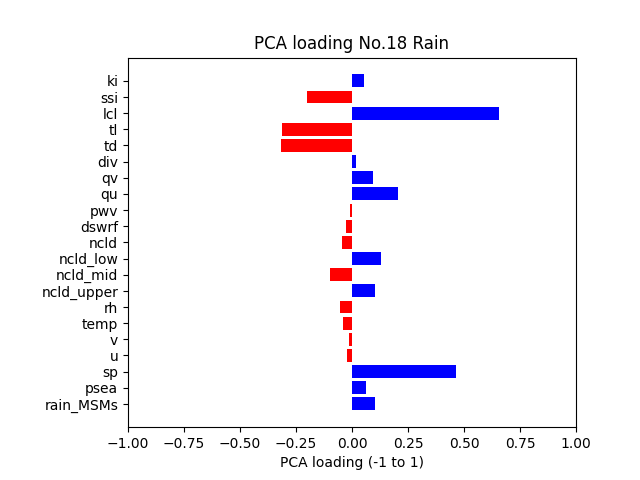 PCA loading No.18 Rain
ki
ssi
lcl
tl
td
div
qv
qu
pwv
dswrf
ncld
ncld_low
ncld_mid
ncld_upper
rh
temp
v
u
sp
psea
rain_MSMs
−1.00 −0.75 −0.50 −0.25 0.00 0.25 0.50 0.75 1.00
PCA loading (-1 to 1)